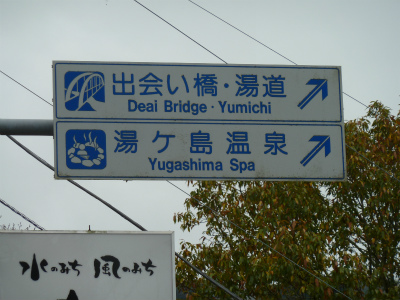 出会い橋・湯道
Deai Bridge・Yumichi
湯ケ島温泉
Yugashima Spa
水のみち 風のみち